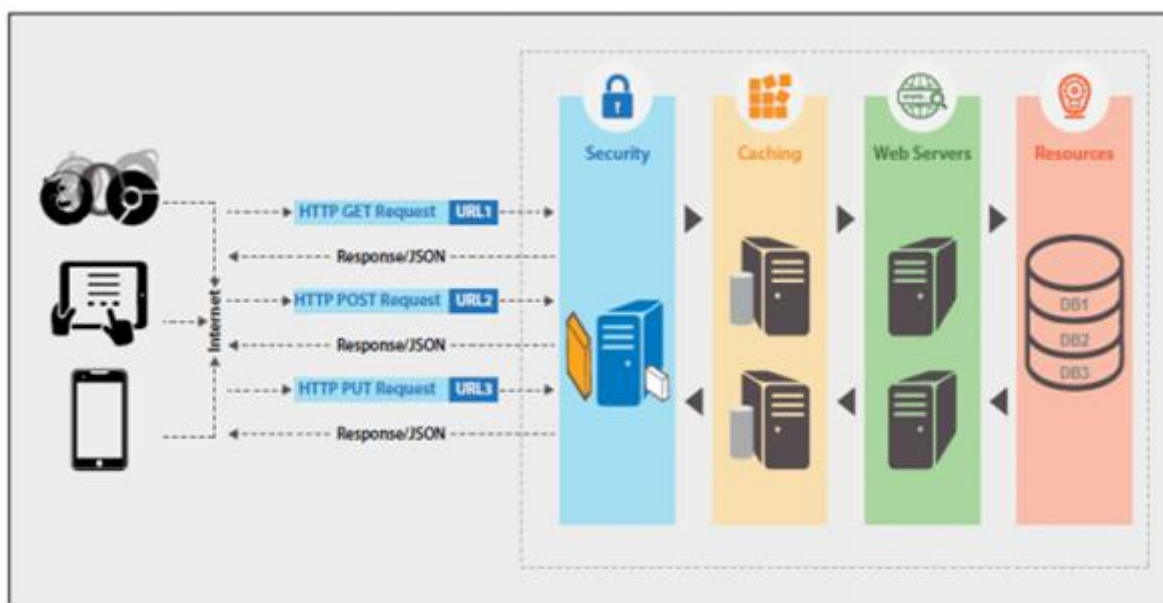 Security
Caching
Web Servers
Resources
Internet
HTTP GET Request URL1
Response/JSON
HTTP POST Request URL2
Response/JSON
HTTP PUT Request URL3
Response/JSON
DB1
DB2
DB3